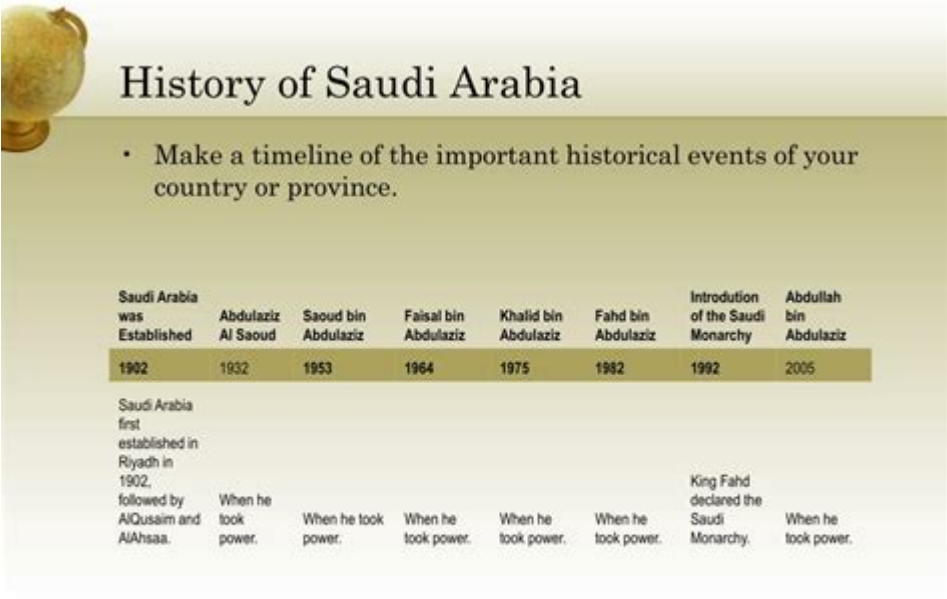 History of Saudi Arabia
• Make a timeline of the important historical events of your
country or province.
Saudi Arabia
was
Established
Abdulaziz
Al Saoud
Saoud bin
Abdulaziz
Faisal bin
Abdulaziz
Khalid bin
Abdulaziz
Fahd bin
Abdulaziz
Introdution
of the Saudi
Monarchy
Abdullah
bin
Abdulaziz
1902 1932 1953 1964 1975 1982 1992 2005
Saudi Arabia
first
established in
Riyadh in
1902,
followed by
AlQusaim and
AlAhsaa.
When he
took
power.
When he took
power.
When he
took power.
When he
took power.
When he
took power.
King Fahd
declared the
Saudi
Monarchy.
When he
took power.